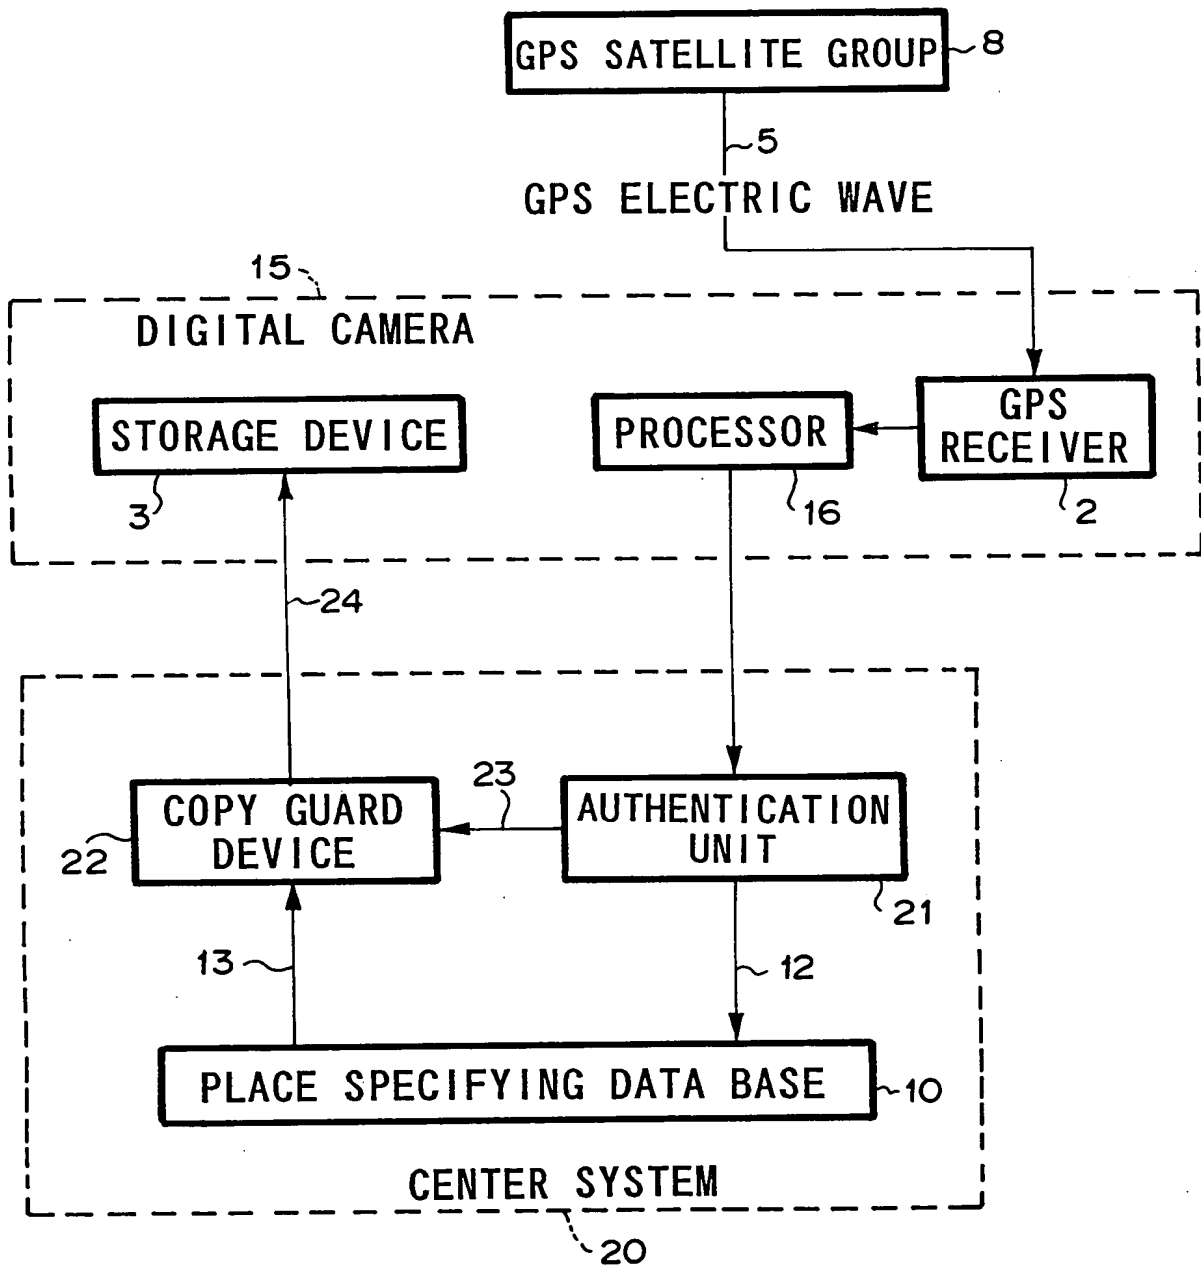 GPS SATELLITE GROUP
8
5
GPS ELECTRIC WAVE
15
DIGITAL CAMERA
STORAGE DEVICE
3
PROCESSOR
16
GPS
RECEIVER
2
24
COPY GUARD
DEVICE
22
23
AUTHENTICATION
UNIT
21
13
12
PLACE SPECIFYING DATA BASE
10
CENTER SYSTEM
20